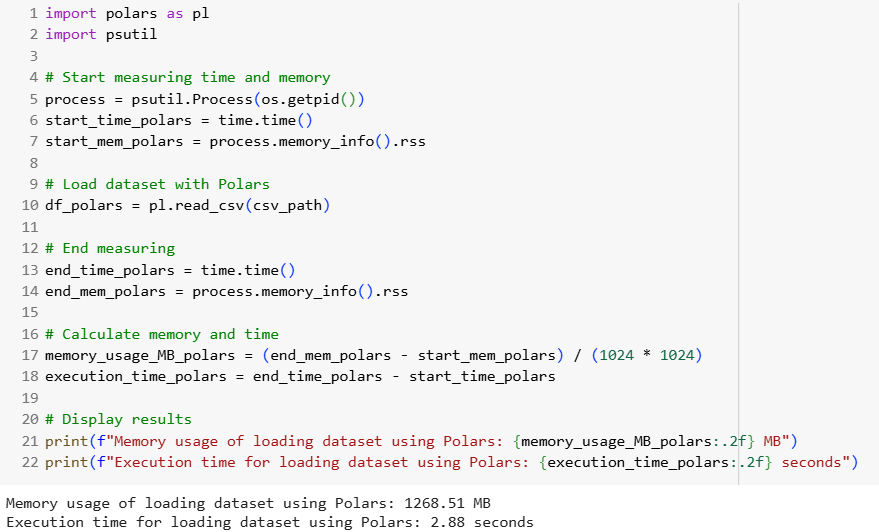 1 import polars as pl
2 import psutil
3
4 # Start measuring time and memory
5 process = psutil.Process(os.getpid())
6 start_time_polars = time.time()
7 start_mem_polars = process.memory_info().rss
8
9 # Load dataset with Polars
10 df_polars = pl.read_csv(csv_path)
11
12 # End measuring
13 end_time_polars = time.time()
14 end_mem_polars = process.memory_info().rss
15
16 # Calculate memory and time
17 memory_usage_MB_polars = (end_mem_polars - start_mem_polars) / (1024 * 1024)
18 execution_time_polars = end_time_polars - start_time_polars
19
20 # Display results
21 print(f"Memory usage of loading dataset using Polars: {memory_usage_MB_polars:.2f} MB")
22 print(f"Execution time for loading dataset using Polars: {execution_time_polars:.2f} seconds")
Memory usage of loading dataset using Polars: 1268.51 MB
Execution time for loading dataset using Polars: 2.88 seconds